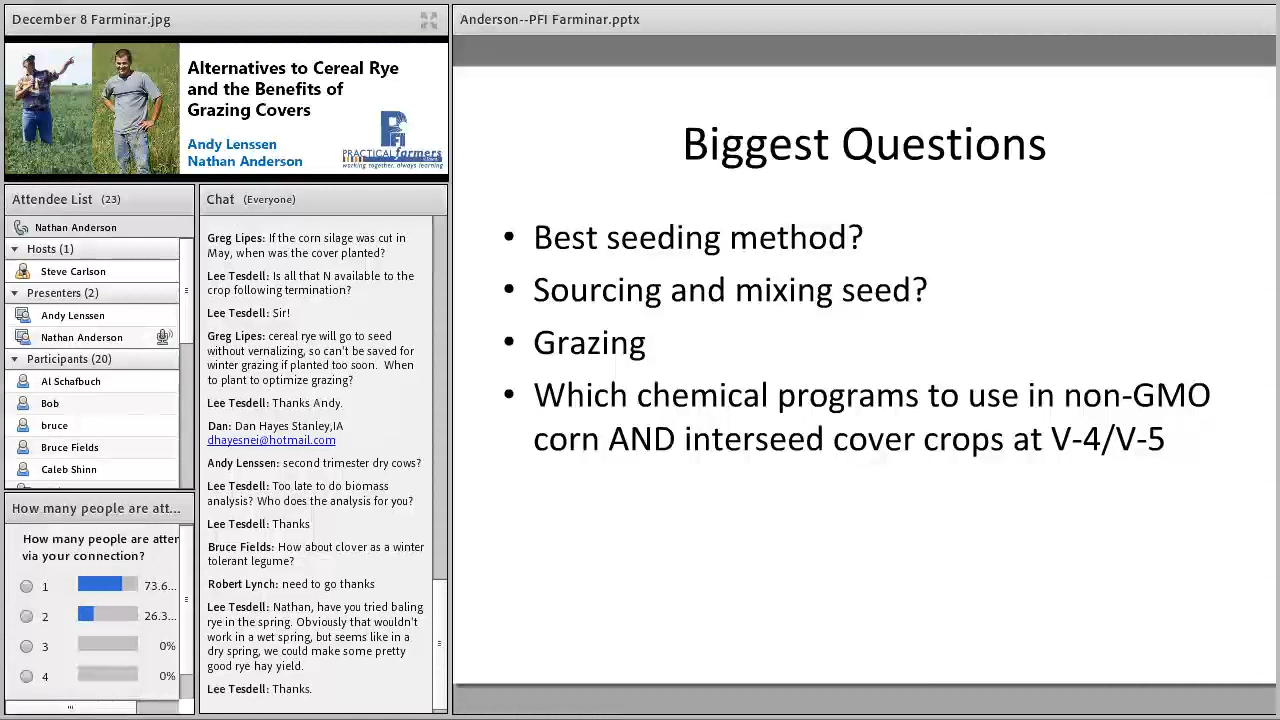 December 8 Farminar.jpg
Alternatives to Cereal Rye
and the Benefits of
Grazing Covers
Andy Lenssen
Nathan Anderson
PFI
PRACTICAL farmers
working together, always learning
Attendee List (23)
Nathan Anderson
Hosts (1)
Steve Carlson
Presenters (2)
Andy Lenssen
Nathan Anderson
Participants (20)
Al Schafbuch
Bob
bruce
Bruce Fields
Caleb Shinn
How many people are att...
How many people are atter
via your connection?
1 73.6...
2 26.3...
3 0%
4 0%
Chat (Everyone)
Greg Lipes: If the corn silage was cut in
May, when was the cover planted?
Lee Tesdell: Is all that N available to the
crop following termination?
Lee Tesdell: Sir!
Greg Lipes: cereal rye will go to seed
without vernalizing, so can't be saved for
winter grazing if planted too soon. When
to plant to optimize grazing?
Lee Tesdell: Thanks Andy.
Dan: Dan Hayes Stanley,IA
dhayesnei@hotmail.com
Andy Lenssen: second trimester dry cows?
Lee Tesdell: Too late to do biomass
analysis? Who does the analysis for you?
Lee Tesdell: Thanks
Bruce Fields: How about clover as a winter
tolerant legume?
Robert Lynch: need to go thanks
Lee Tesdell: Nathan, have you tried baling
rye in the spring. Obviously that wouldn't
work in a wet spring, but seems like in a
dry spring, we could make some pretty
good rye hay yield.
Lee Tesdell: Thanks.
Anderson--PFI Farminar.pptx
Biggest Questions
• Best seeding method?
• Sourcing and mixing seed?
• Grazing
• Which chemical programs to use in non-GMO
corn AND interseed cover crops at V-4/V-5